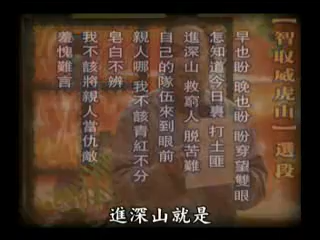 【智取威虎山】選段
早也盼 晚也盼 盼穿望雙眼
怎知道今日裏 打土匪
進深山 救窮人 脫苦難
自己的隊伍來到眼前
親人哪 我不該青紅不分
皂白不辨
我不該將親人當仇敵
羞愧難言
進深山就是